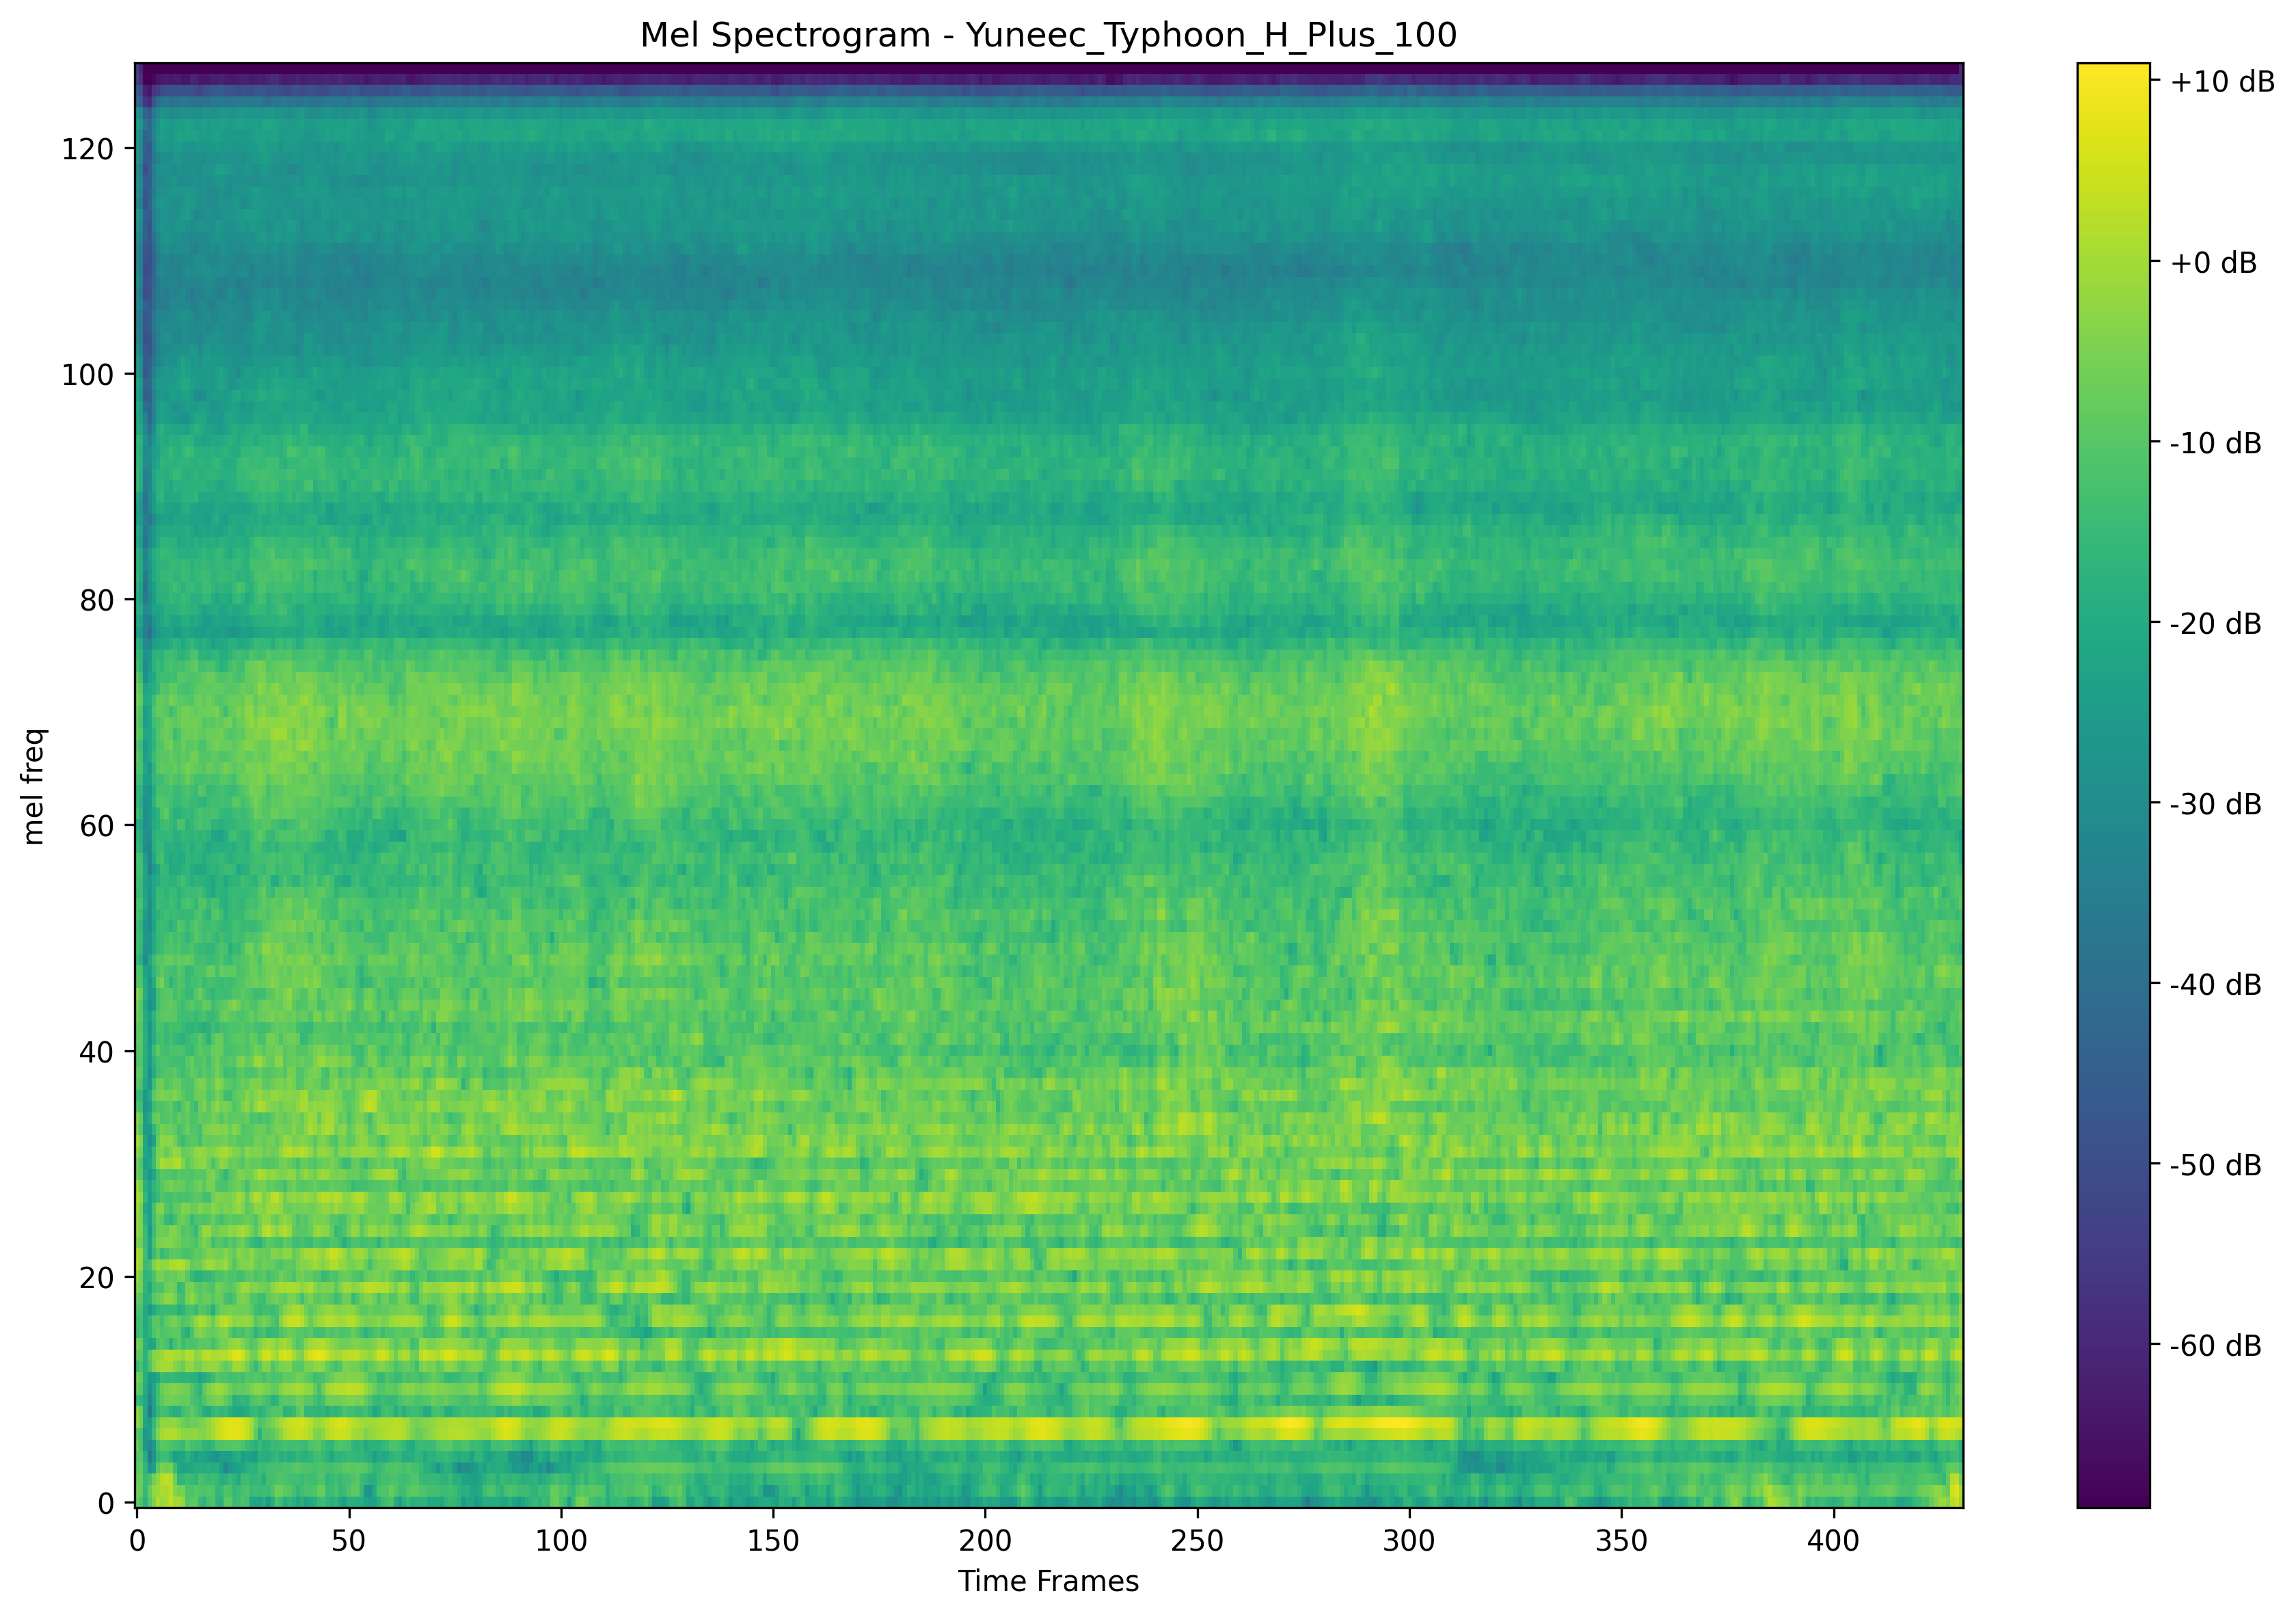 Mel Spectrogram - Yuneec_Typhoon_H_Plus_100
mel freq
120
100
80
60
40
20
0
0 50 100 150 200 250 300 350 400
Time Frames
+10 dB
+0 dB
-10 dB
-20 dB
-30 dB
-40 dB
-50 dB
-60 dB